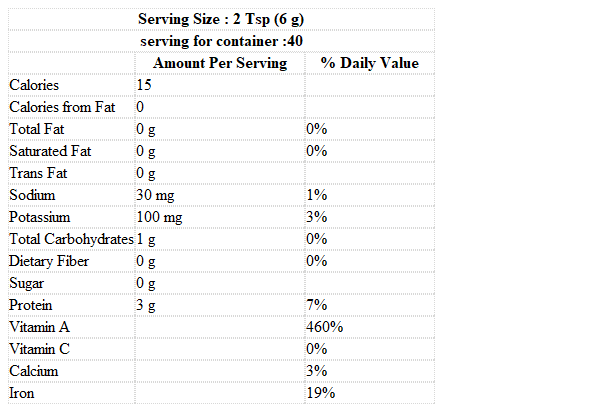 Serving Size : 2 Tsp (6 g)
serving for container :40
Amount Per Serving % Daily Value
Calories 15
Calories from Fat 0
Total Fat 0 g 0%
Saturated Fat 0 g 0%
Trans Fat 0 g
Sodium 30 mg 1%
Potassium 100 mg 3%
Total Carbohydrates 1 g 0%
Dietary Fiber 0 g 0%
Sugar 0 g
Protein 3 g 7%
Vitamin A 460%
Vitamin C 0%
Calcium 3%
Iron 19%